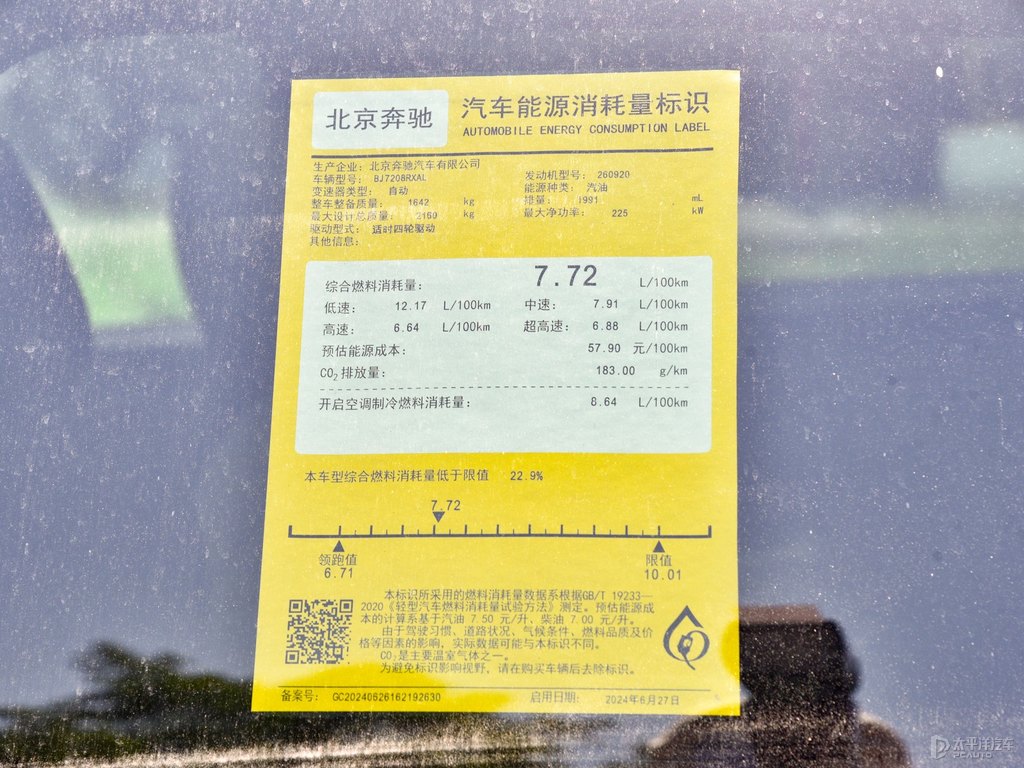 北京奔驰
汽车能源消耗量标识
AUTOMOBILE ENERGY CONSUMPTION LABEL
生产企业: 北京奔驰汽车有限公司
车辆型号: BJ7208RXAL 发动机型号: 260920
变速器类型: 自动 能源种类: 汽油
整车整备质量: 1642 kg 排量: 1991 mL
最大设计总质量: 2160 kg 最大净功率: 225 kW
驱动型式: 适时四轮驱动
其他信息:
综合燃料消耗量: 7.72 L/100km
低速: 12.17 L/100km 中速: 7.91 L/100km
高速: 6.64 L/100km 超高速: 6.88 L/100km
预估能源成本: 57.90 元/100km
CO2 排放量: 183.00 g/km
开启空调制冷燃料消耗量: 8.64 L/100km
本车型综合燃料消耗量低于限值 22.9%
7.72
领跑值 限值
6.71 10.01
本标识所采用的燃料消耗量数据系根据GB/T 19233—
2020《轻型汽车燃料消耗量试验方法》测定。预估能源成
本的计算系基于汽油 7.50 元/升、柴油 7.00 元/升。
由于驾驶习惯、道路状况、气候条件、燃料品质及价
格等因素的影响，实际数据可能与本标识不同。
CO2是主要温室气体之一。
为避免标识影响视野，请在购买车辆后去除标识。
备案号: GC20240626162192630 启用日期: 2024年6月27日
太平洋汽车
PCAUTO